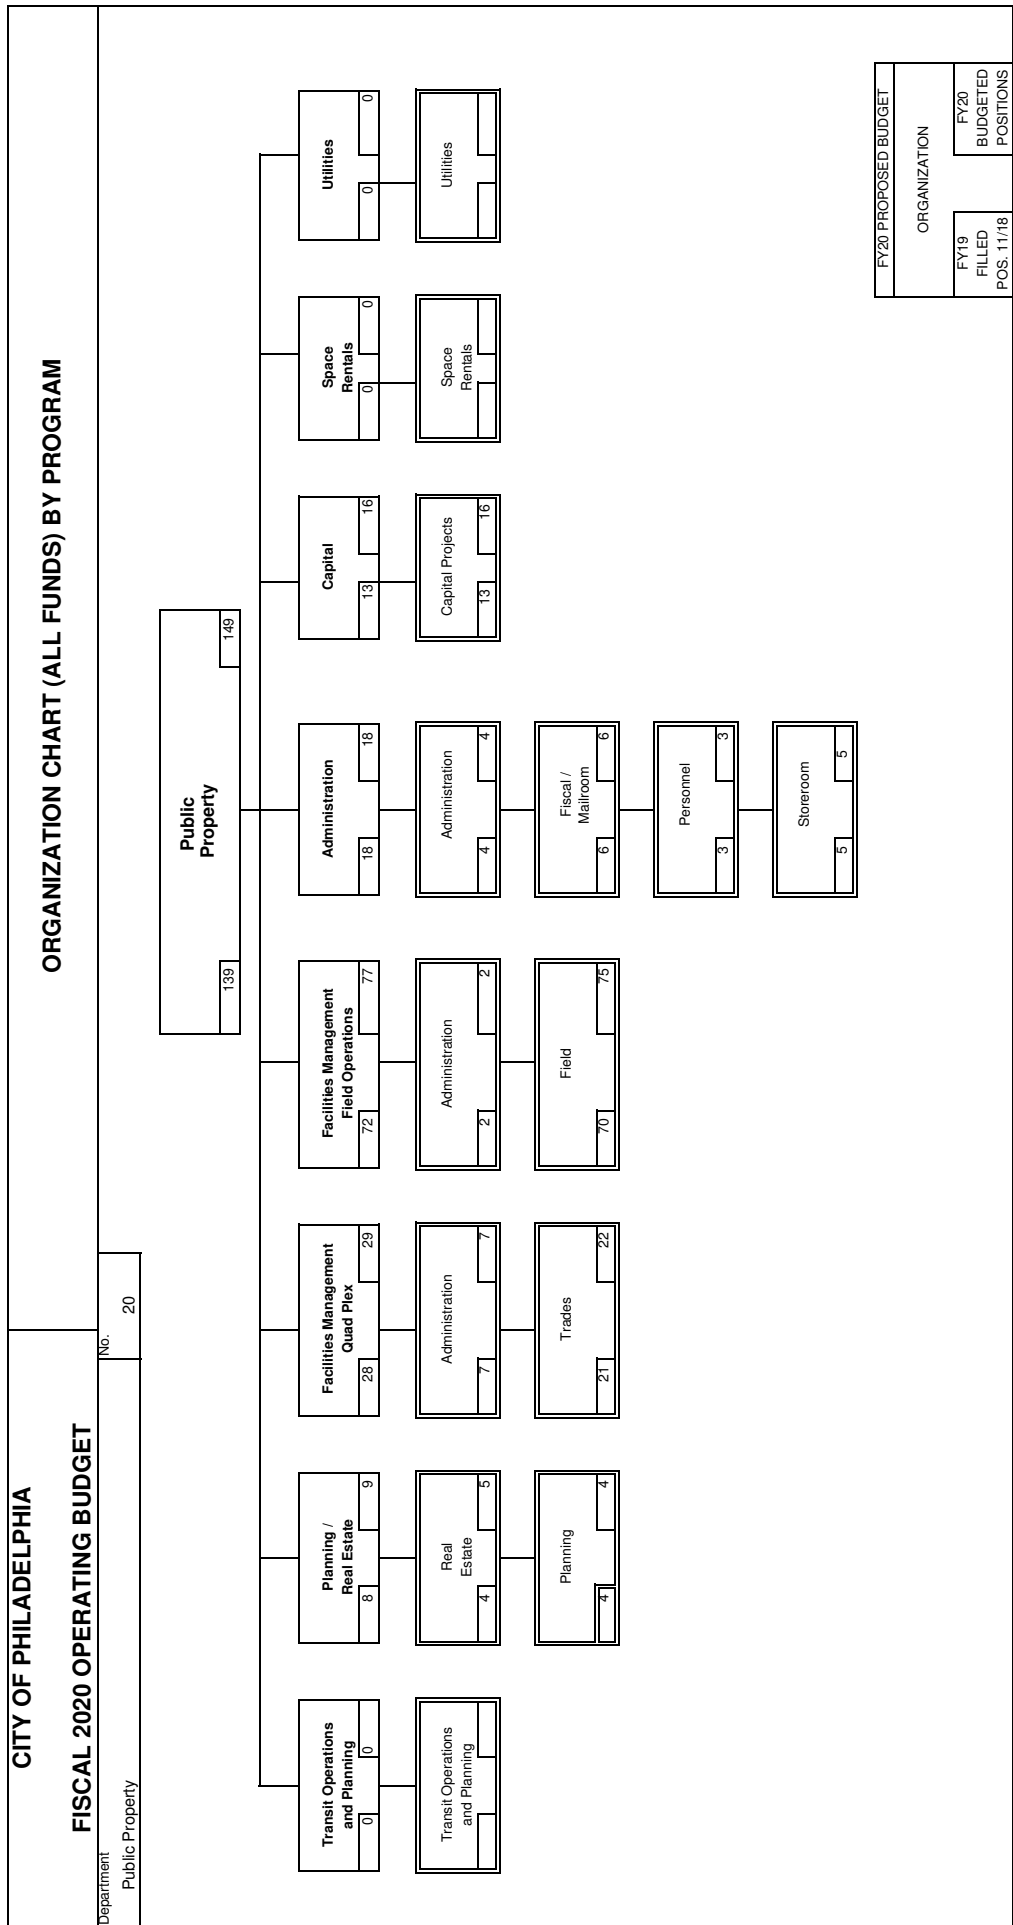 CITY OF PHILADELPHIA
FISCAL 2020 OPERATING BUDGET
ORGANIZATION CHART (ALL FUNDS) BY PROGRAM
Department
Public Property
No.
20
Public
Property
139 149
Transit Operations
and Planning
0 0
Planning /
Real Estate
8 9
Facilities Management
Quad Plex
28 29
Facilities Management
Field Operations
72 77
Administration
18 18
Capital
13 16
Space
Rentals
0 0
Utilities
0 0
Transit Operations
and Planning
Real
Estate
4 5
Administration
7 7
Administration
2 2
Administration
4 4
Capital Projects
13 16
Space
Rentals
Utilities
Planning
4 4
Trades
21 22
Field
70 75
Fiscal /
Mailroom
6 6
Personnel
3 3
Storeroom
5 5
FY20 PROPOSED BUDGET
ORGANIZATION
FY19
FILLED
POS. 11/18
FY20
BUDGETED
POSITIONS